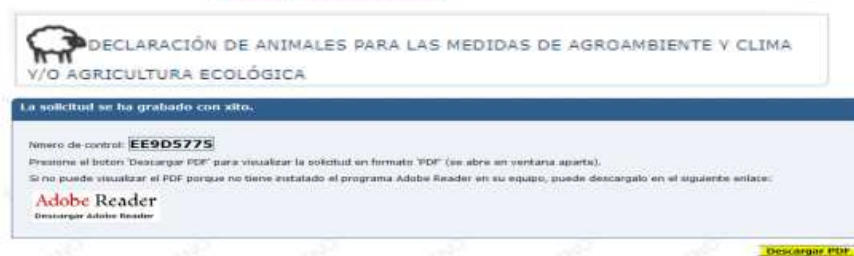 DECLARACIÓN DE ANIMALES PARA LAS MEDIDAS DE AGROAMBIENTE Y CLIMA
Y/O AGRICULTURA ECOLÓGICA
La solicitud se ha grabado con xito.
Nmero de control: EE9D5775
Presione el boton 'Descargar PDF' para visualizar la solicitud en formato 'PDF' (se abre en ventana aparte).
Si no puede visualizar el PDF porque no tiene instalado el programa Adobe Reader en su equipo, puede descargalo en el siguiente enlace:
Adobe Reader
Descargar Adobe Reader
Descargar PDF